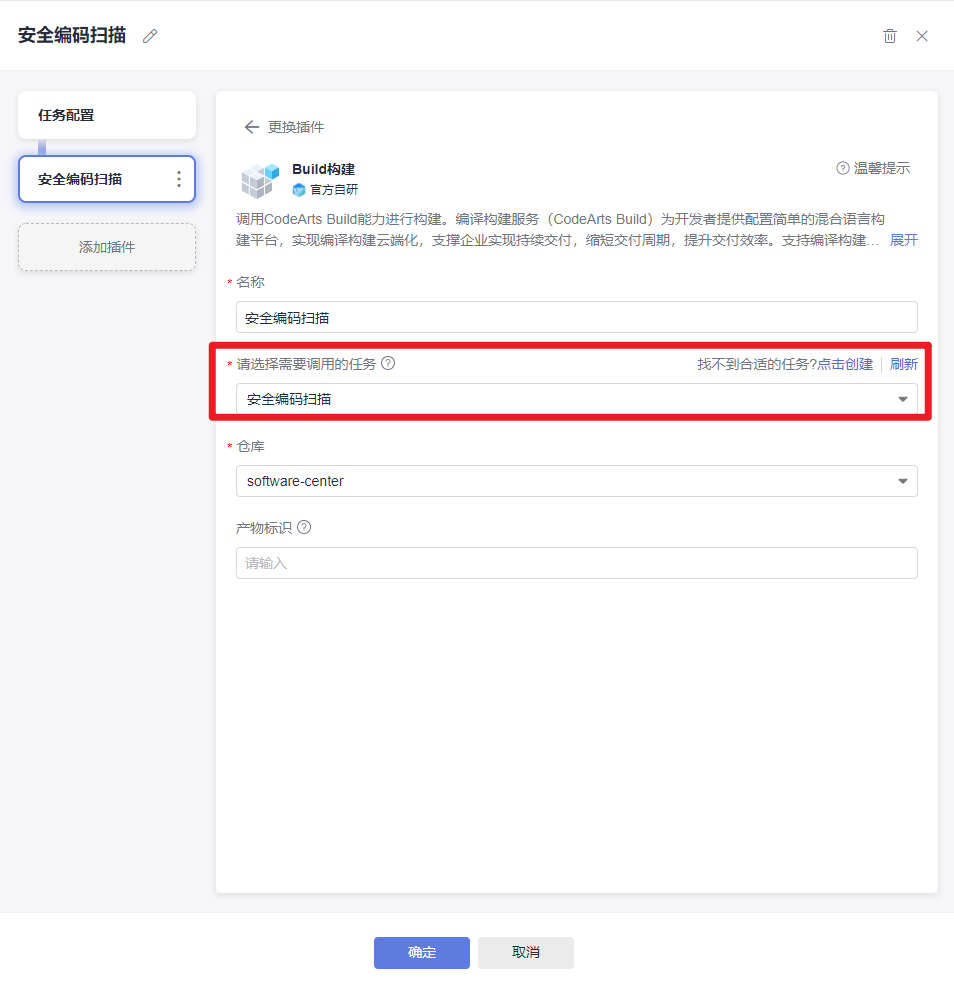 安全编码扫描
任务配置
安全编码扫描
添加插件
更换插件
Build构建
官方自研
温馨提示
调用CodeArts Build能力进行构建。编译构建服务（CodeArts Build）为开发者提供配置简单的混合语言构
建平台，实现编译构建云端化，支撑企业实现持续交付，缩短交付周期，提升交付效率。支持编译构建... 展开
* 名称
安全编码扫描
* 请选择需要调用的任务 ? 找不到合适的任务?点击创建 刷新
安全编码扫描
* 仓库
software-center
产物标识 ?
请输入
确定 取消